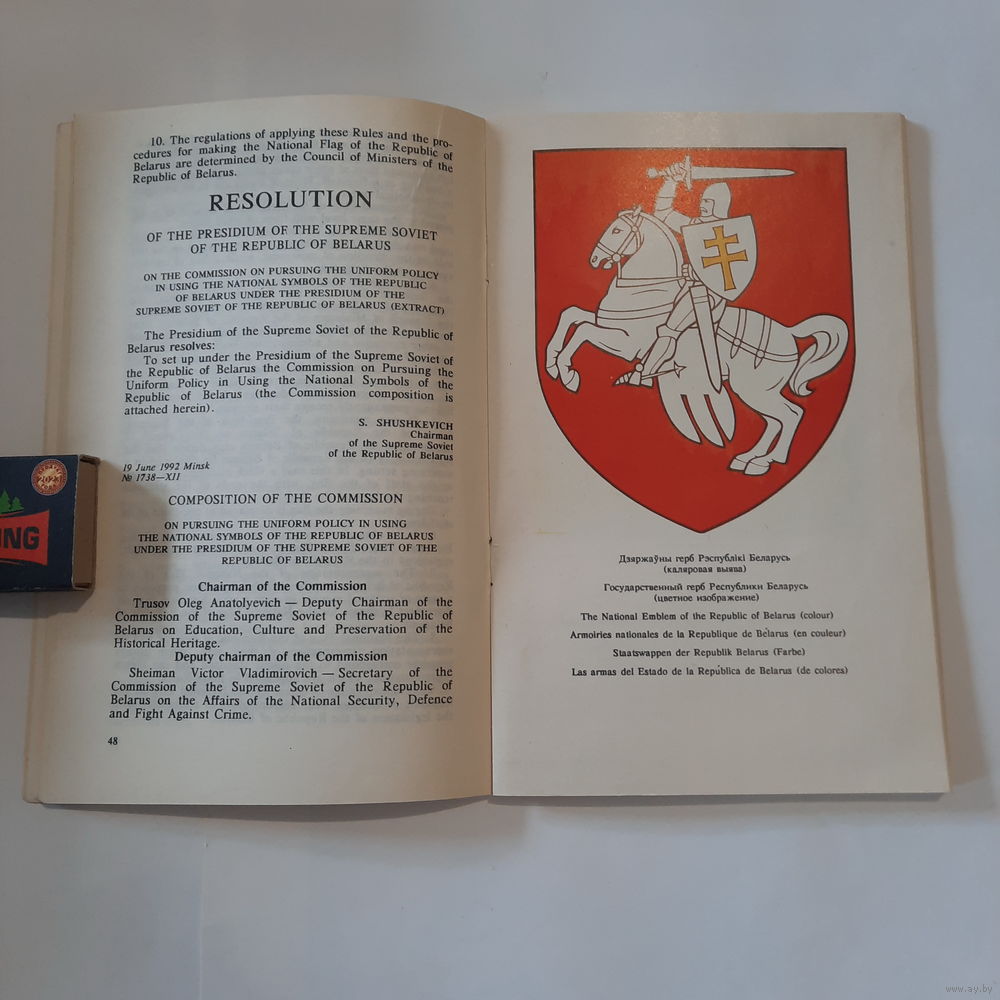 10. The regulations of applying these Rules and the pro-
cedures for making the National Flag of the Republic of
Belarus are determined by the Council of Ministers of the
Republic of Belarus.
RESOLUTION
OF THE PRESIDIUM OF THE SUPREME SOVIET
OF THE REPUBLIC OF BELARUS
ON THE COMMISSION ON PURSUING THE UNIFORM POLICY
IN USING THE NATIONAL SYMBOLS OF THE REPUBLIC
OF BELARUS UNDER THE PRESIDIUM OF THE
SUPREME SOVIET OF THE REPUBLIC OF BELARUS (EXTRACT)
The Presidium of the Supreme Soviet of the Republic of
Belarus resolves:
To set up under the Presidium of the Supreme Soviet of
the Republic of Belarus the Commission on Pursuing the
Uniform Policy in Using the National Symbols of the
Republic of Belarus (the Commission composition is
attached herein).
S. SHUSHKEVICH
Chairman
of the Supreme Soviet
of the Republic of Belarus
19 June 1992 Minsk
№ 1738—XII
COMPOSITION OF THE COMMISSION
ON PURSUING THE UNIFORM POLICY IN USING
THE NATIONAL SYMBOLS OF THE REPUBLIC OF BELARUS
UNDER THE PRESIDIUM OF THE SUPREME SOVIET OF THE
REPUBLIC OF BELARUS
Chairman of the Commission
Trusov Oleg Anatolyevich — Deputy Chairman of the
Commission of the Supreme Soviet of the Republic of
Belarus on Education, Culture and Preservation of the
Historical Heritage.
Deputy chairman of the Commission
Sheiman Victor Vladimirovich — Secretary of the
Commission of the Supreme Soviet of the Republic of
Belarus on the Affairs of the National Security, Defence
and Fight Against Crime.
48
Дзяржаўны герб Рэспублікі Беларусь
(каляровая выява)
Государственный герб Республики Беларусь
(цветное изображение)
The National Emblem of the Republic of Belarus (colour)
Armoiries nationales de la Republique de Bélarus (en couleur)
Staatswappen der Republik Belarus (Farbe)
Las armas del Estado de la República de Belarus (de colores)
2023
NG
www.ay.by